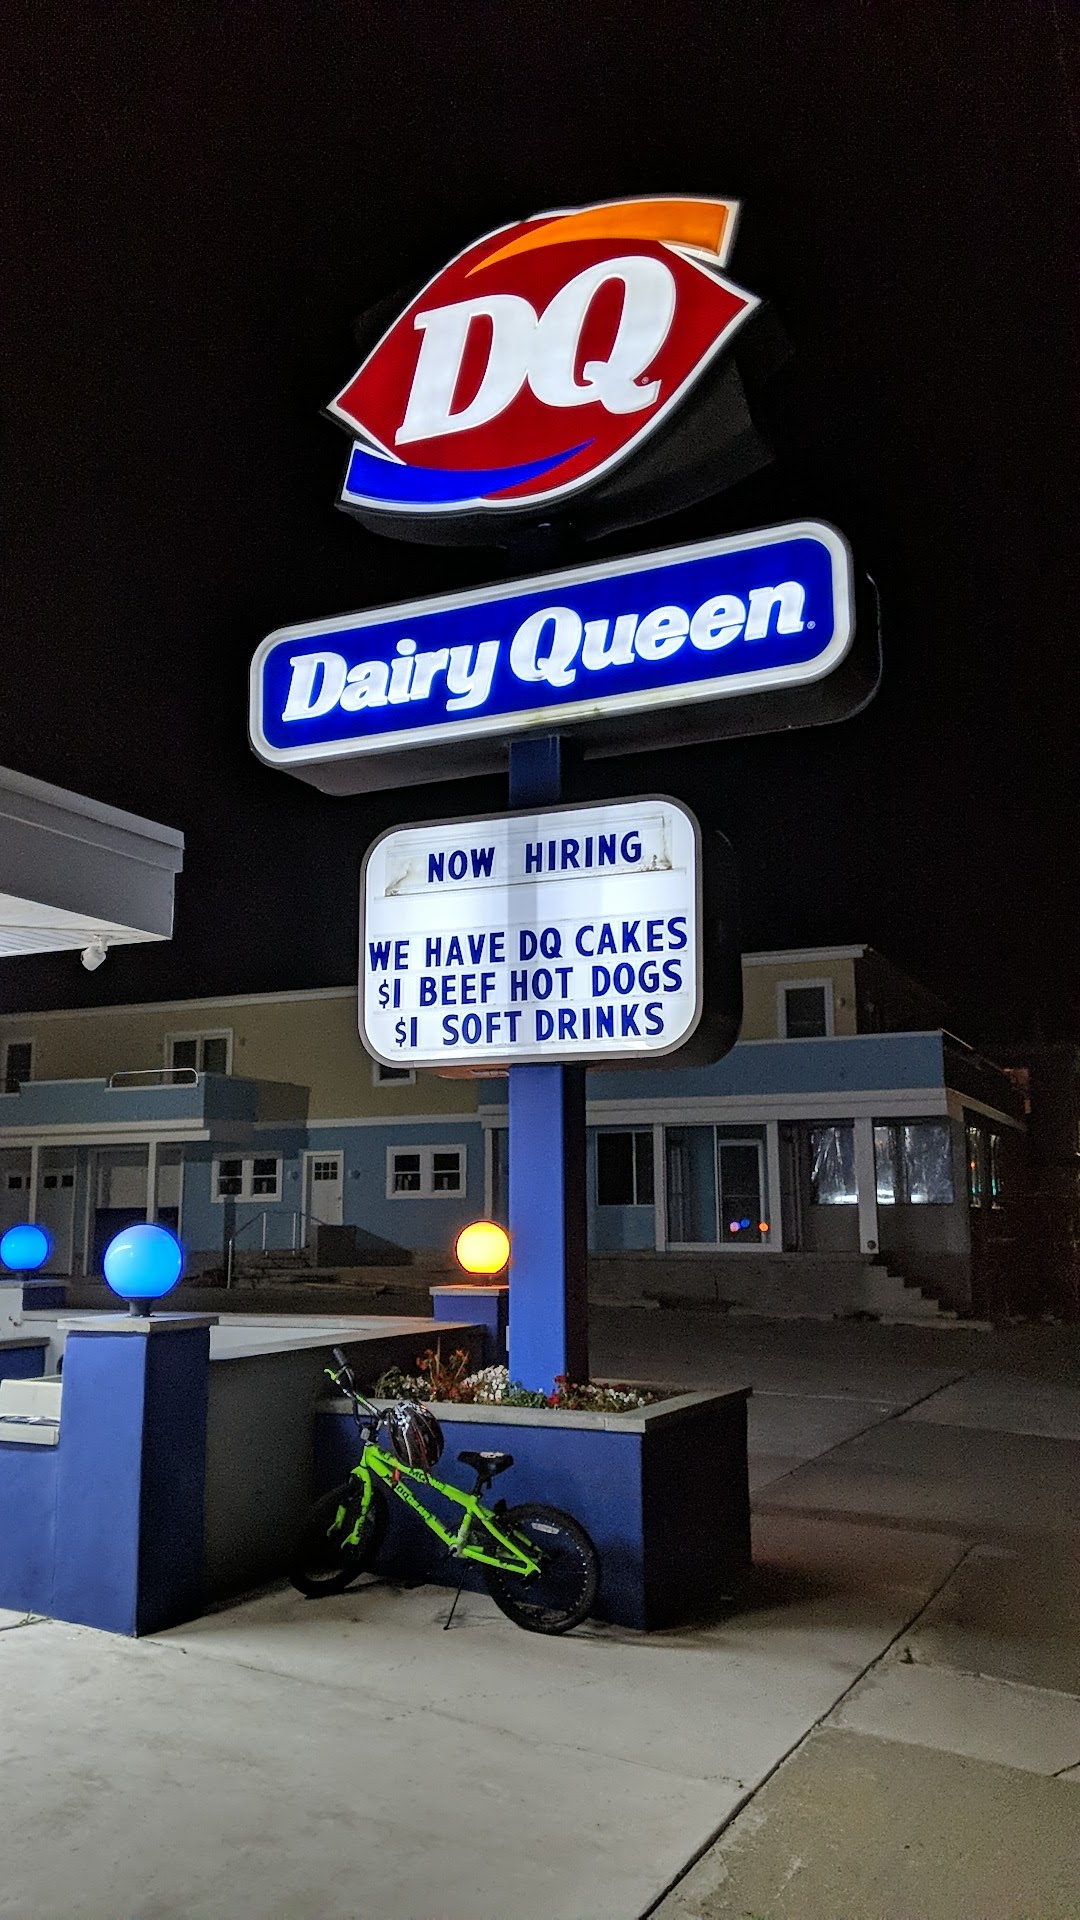 DQ
Dairy Queen
NOW HIRING
WE HAVE DQ CAKES
$1 BEEF HOT DOGS
$1 SOFT DRINKS